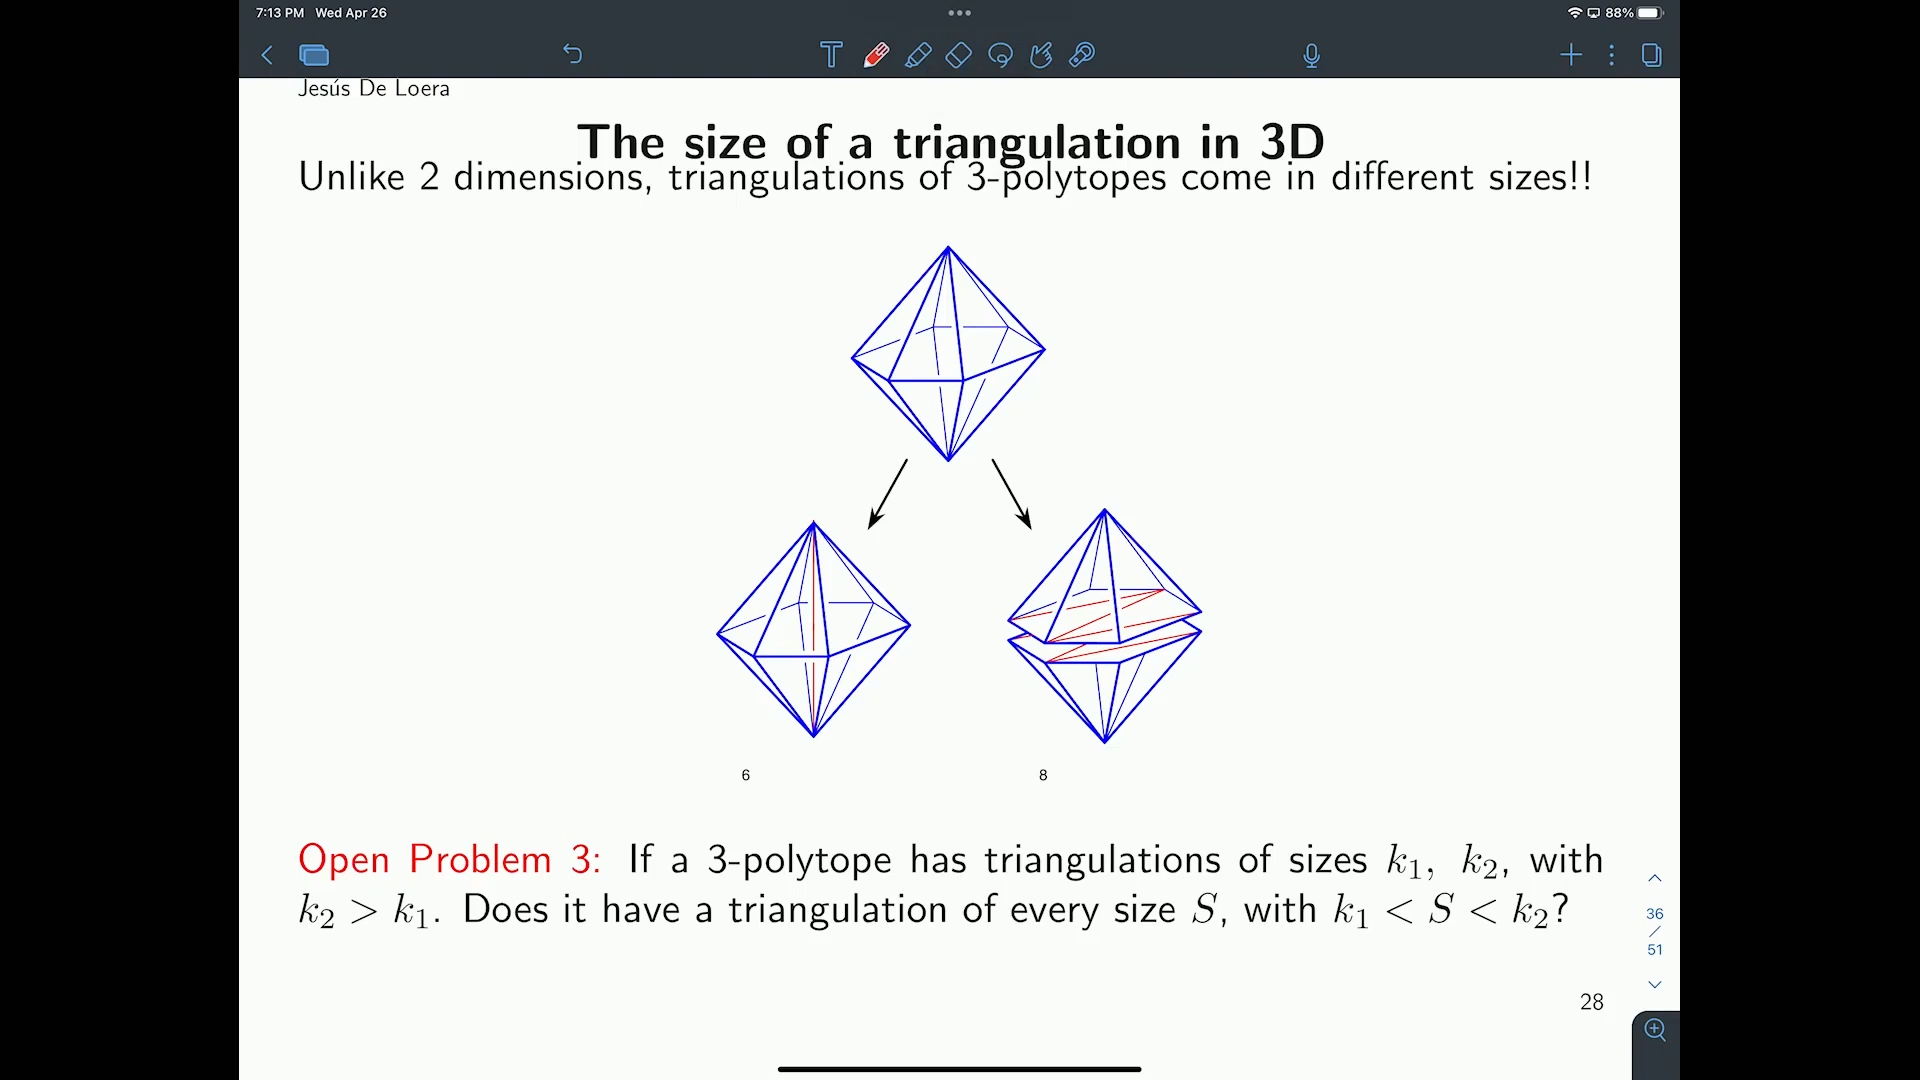 7:13 PM Wed Apr 26
88%
Jesús De Loera
The size of a triangulation in 3D
Unlike 2 dimensions, triangulations of 3-polytopes come in different sizes!!
6
8
Open Problem 3: If a 3-polytope has triangulations of sizes k₁, k₂, with
k₂ > k₁. Does it have a triangulation of every size S, with k₁ < S < k₂?
36
/
51
28